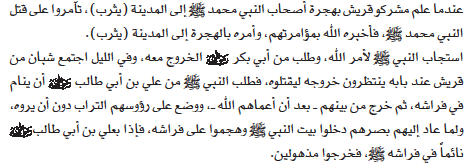 عندما علم مشركو قريش بهجرة أصحاب النبي محمد ﷺ إلى المدينة (يثرب)، تآمروا على قتل
النبي محمد ﷺ، فأخبره الله بمؤامرتهم، وأمره بالهجرة إلى المدينة (يثرب).
استجاب النبي ﷺ لأمر الله، وطلب من أبي بكر الخروج معه، وفي الليل اجتمع شبان من
قريش عند بابه ينتظرون خروجه ليقتلوه، فطلب النبي ﷺ من علي بن أبي طالب أن ينام
في فراشه، ثم خرج من بينهم ـ بعد أن أعماهم الله ـ، ووضع على رؤوسهم التراب دون أن يروه،
ولما عاد إليهم بصرهم دخلوا بيت النبي ﷺ وهجموا على فراشه، فإذا بعلي بن أبي طالب
نائماً في فراشه ﷺ، فخرجوا مذهولين.